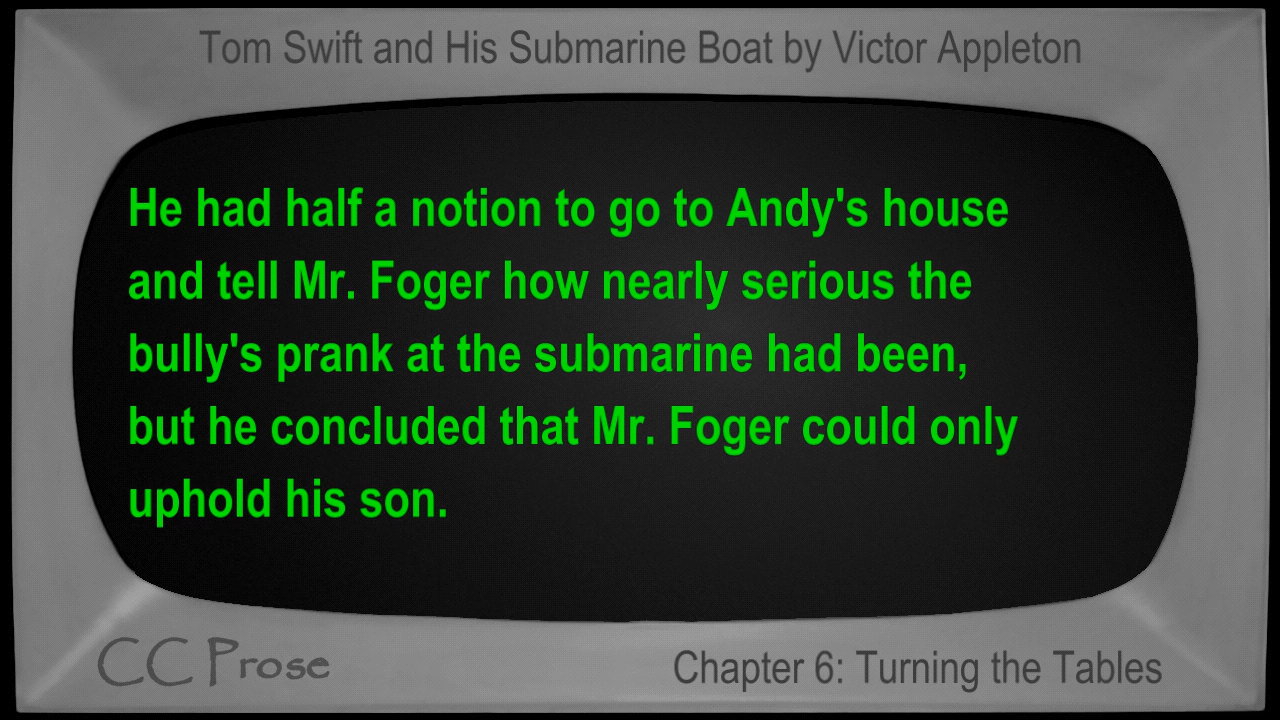 Tom Swift and His Submarine Boat by Victor Appleton
He had half a notion to go to Andy's house
and tell Mr. Foger how nearly serious the
bully's prank at the submarine had been,
but he concluded that Mr. Foger could only
uphold his son.
CC Prose
Chapter 6: Turning the Tables